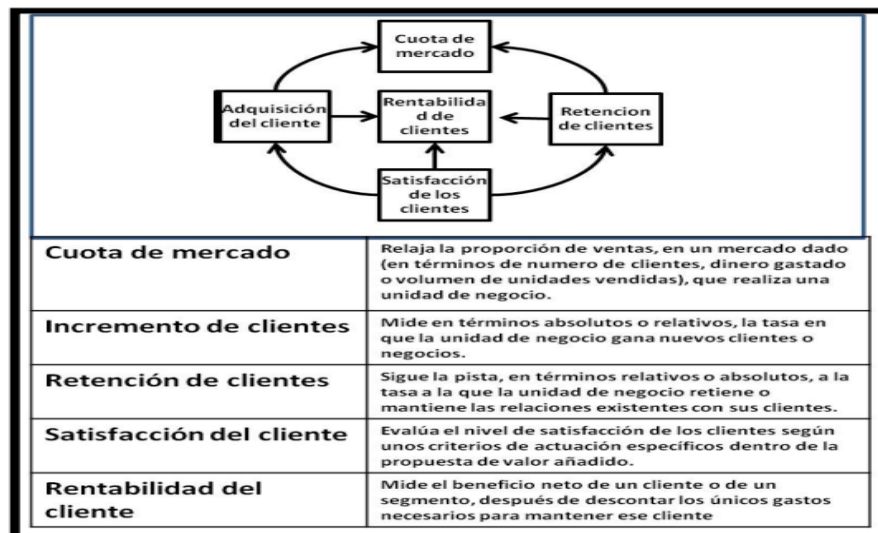 Cuota de
mercado
Adquisición
del cliente
Rentabilida
d de
clientes
Retencion
de clientes
Satisfacción
de los
clientes
Cuota de mercado
Relaja la proporción de ventas, en un mercado dado
(en términos de numero de clientes, dinero gastado
o volumen de unidades vendidas), que realiza una
unidad de negocio.
Incremento de clientes
Mide en términos absolutos o relativos, la tasa en
que la unidad de negocio gana nuevos clientes o
negocios.
Retención de clientes
Sigue la pista, en términos relativos o absolutos, a la
tasa a la que la unidad de negocio retiene o
mantiene las relaciones existentes con sus clientes.
Satisfacción del cliente
Evalúa el nivel de satisfacción de los clientes según
unos criterios de actuación específicos dentro de la
propuesta de valor añadido.
Rentabilidad del
cliente
Mide el beneficio neto de un cliente o de un
segmento, después de descontar los únicos gastos
necesarios para mantener ese cliente